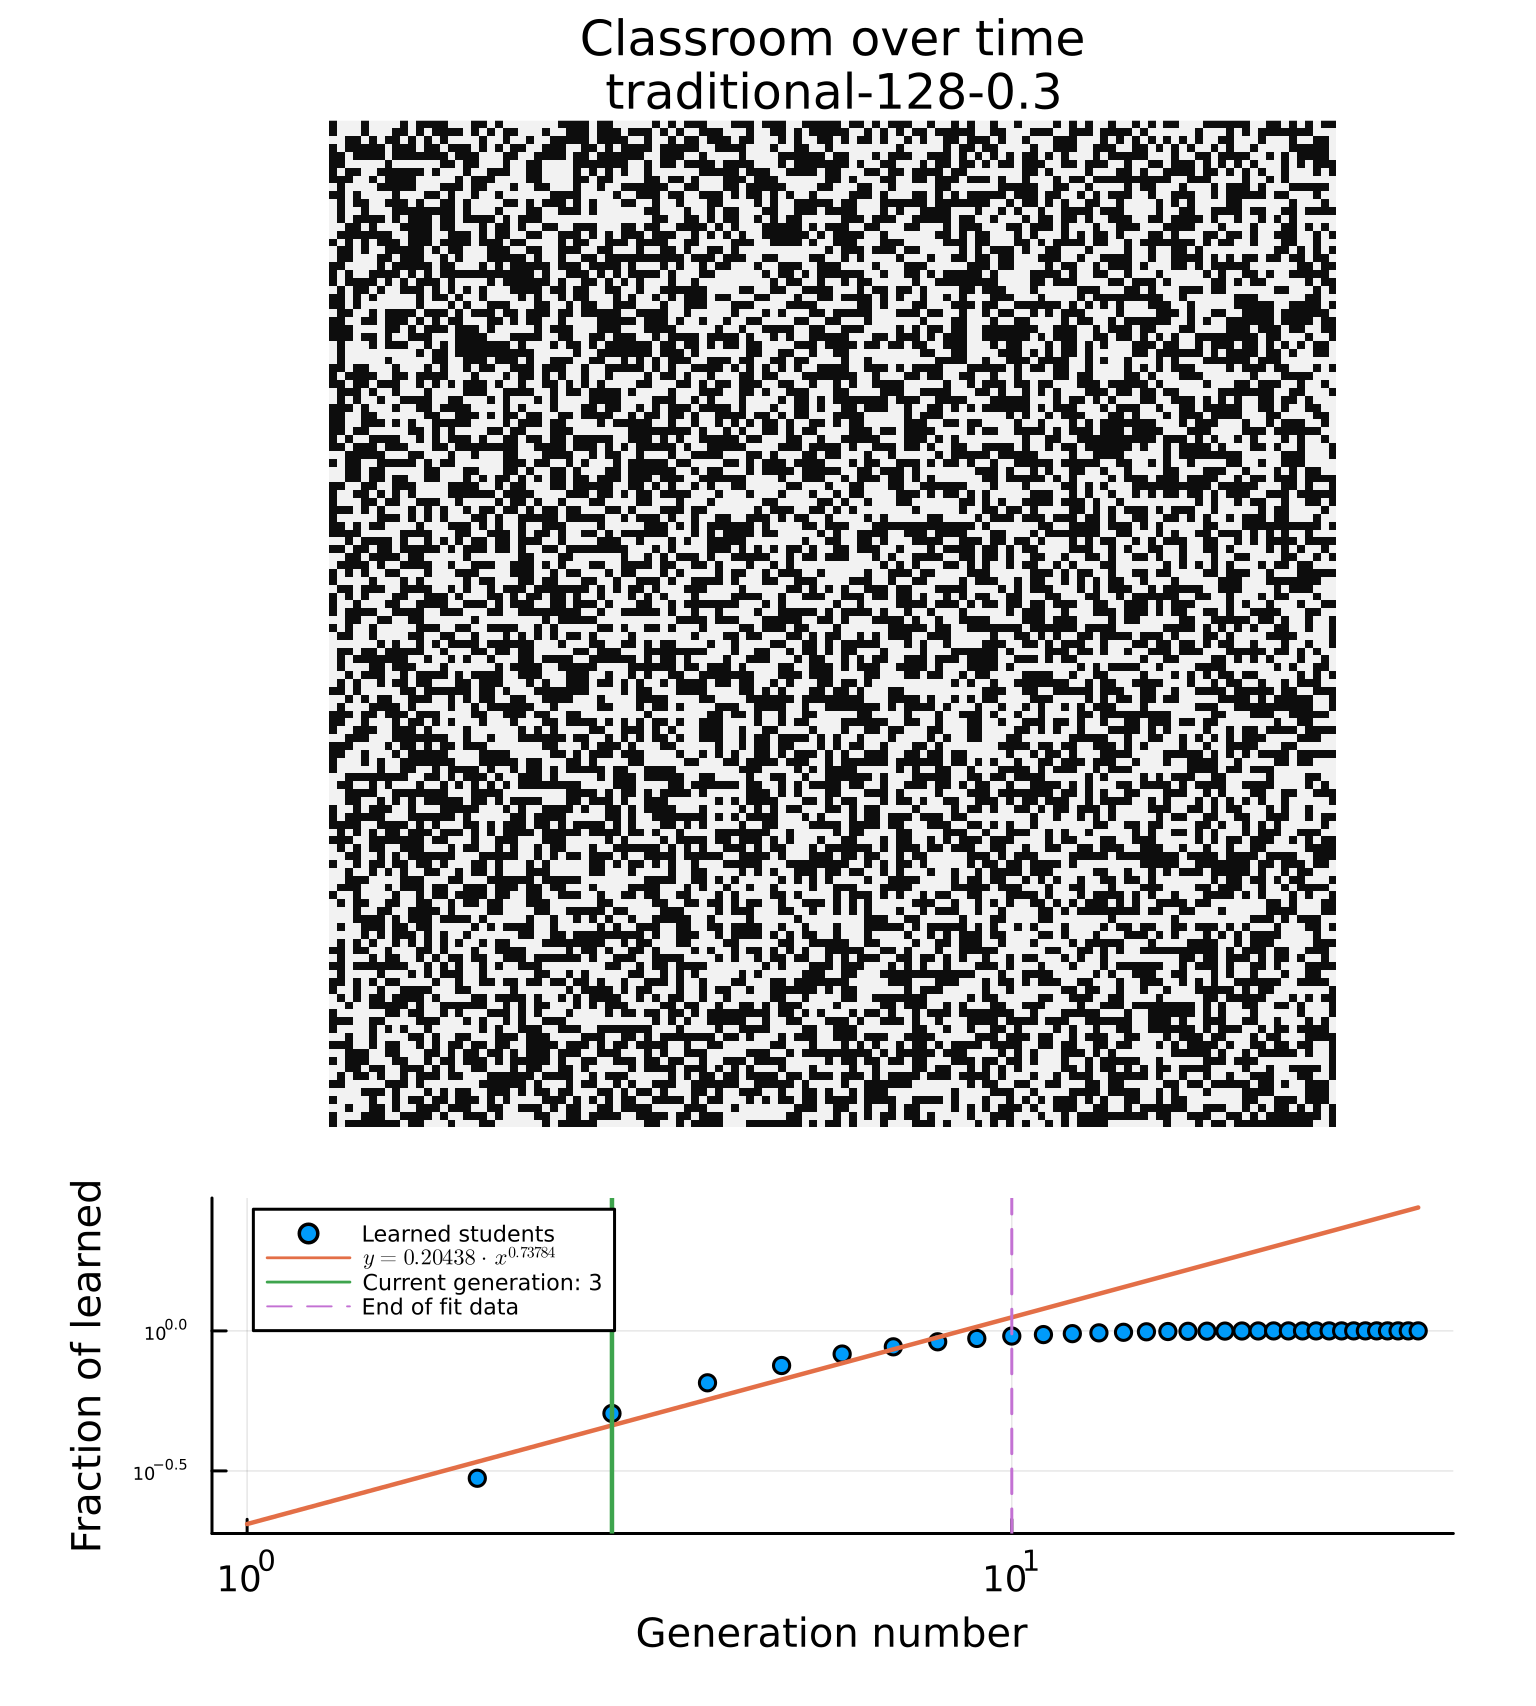 Classroom over time
traditional-128-0.3
Fraction of learned
Learned students
y = 0.20438 · x^0.73784
Current generation: 3
End of fit data
10^0.0
10^−0.5
10^0
10^1
Generation number